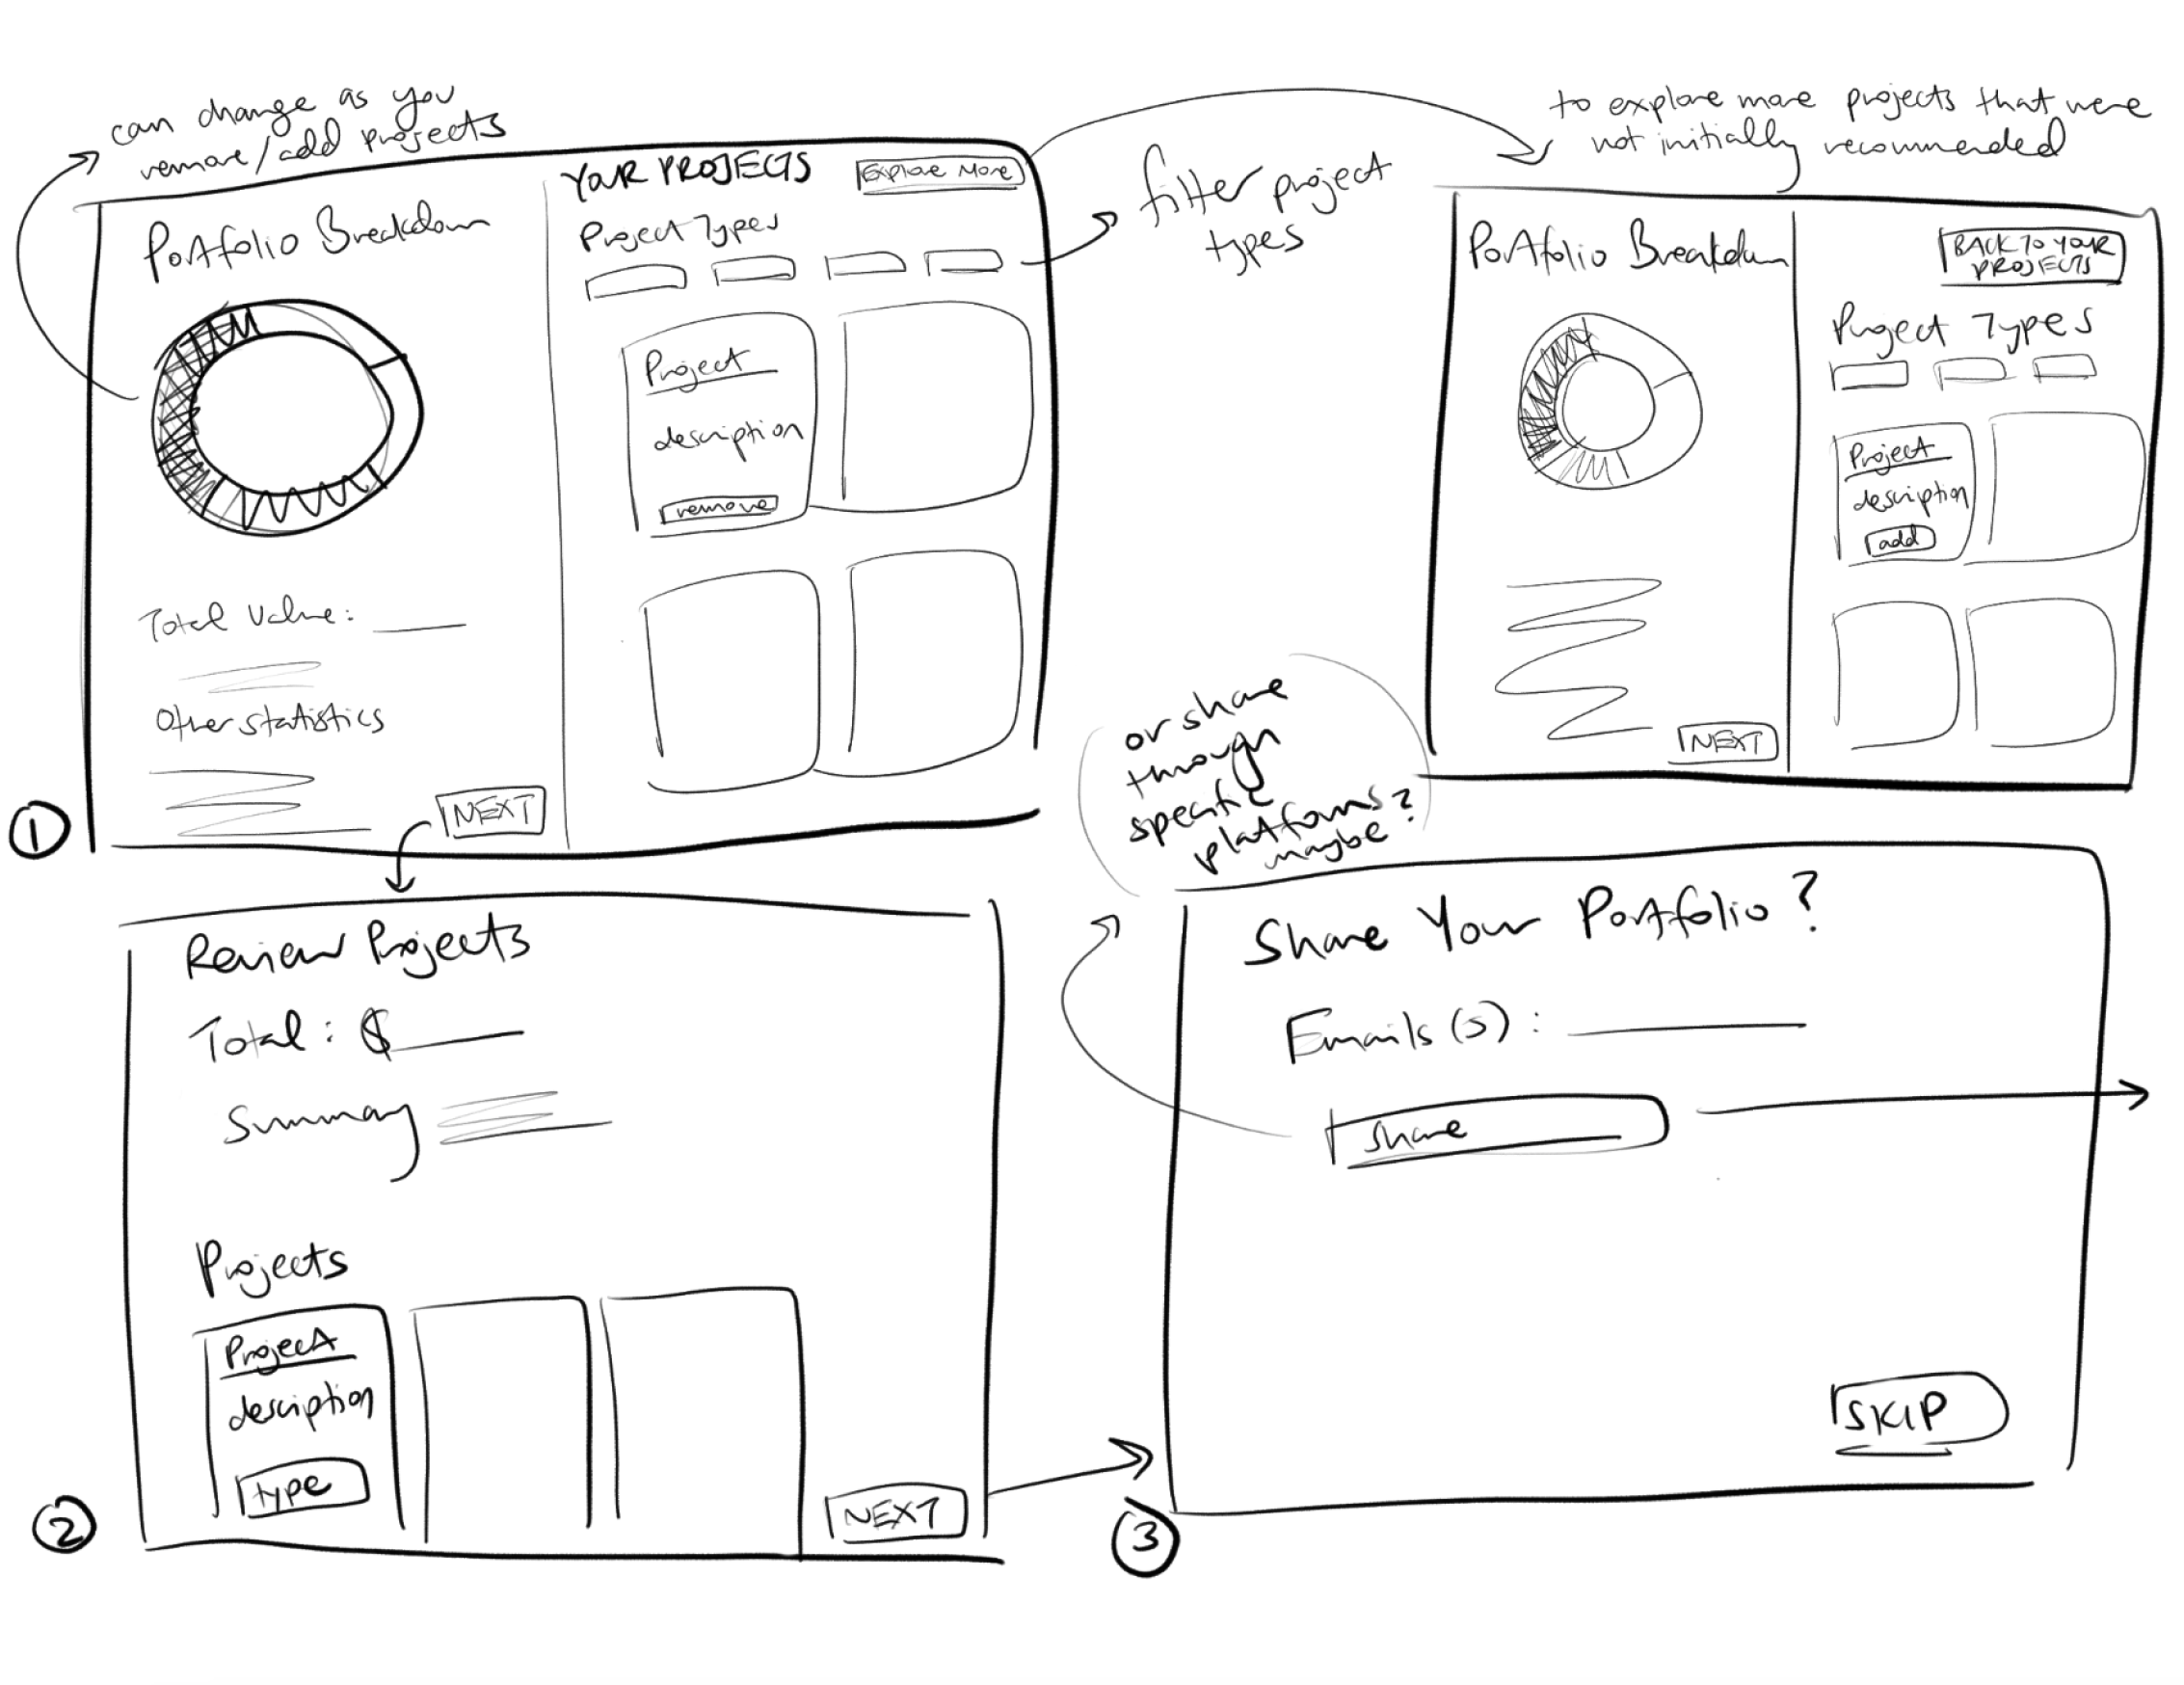 can change as you
remove/add projects
YOUR PROJECTS
EXPLORE MORE
Portfolio Breakdown
Project Types
Project
description
remove
Total Value:
Other statistics
NEXT
1
filter project
types
to explore more projects that were
not initially recommended
Portfolio Breakdown
BACK TO YOUR
PROJECTS
Project Types
Project
description
add
NEXT
Review Projects
Total: $
Summary
Projects
Project
description
type
NEXT
2
or share
through
specific
platforms
maybe?
Share Your Portfolio?
Emails(s):
share
SKIP
3